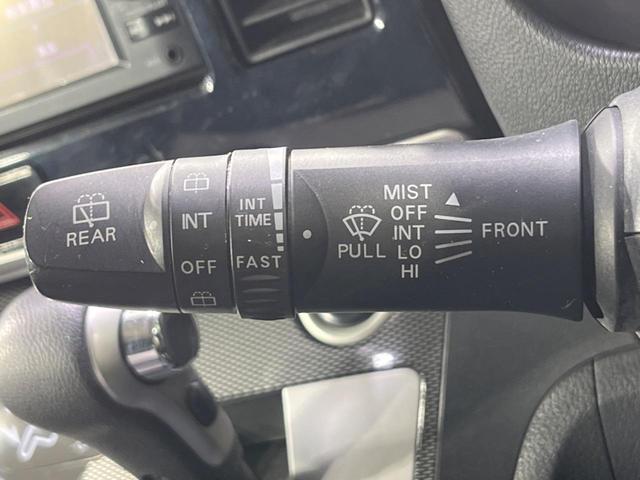 REAR
INT
OFF
INT
TIME
FAST
PULL
MIST
OFF
INT
LO
HI
FRONT